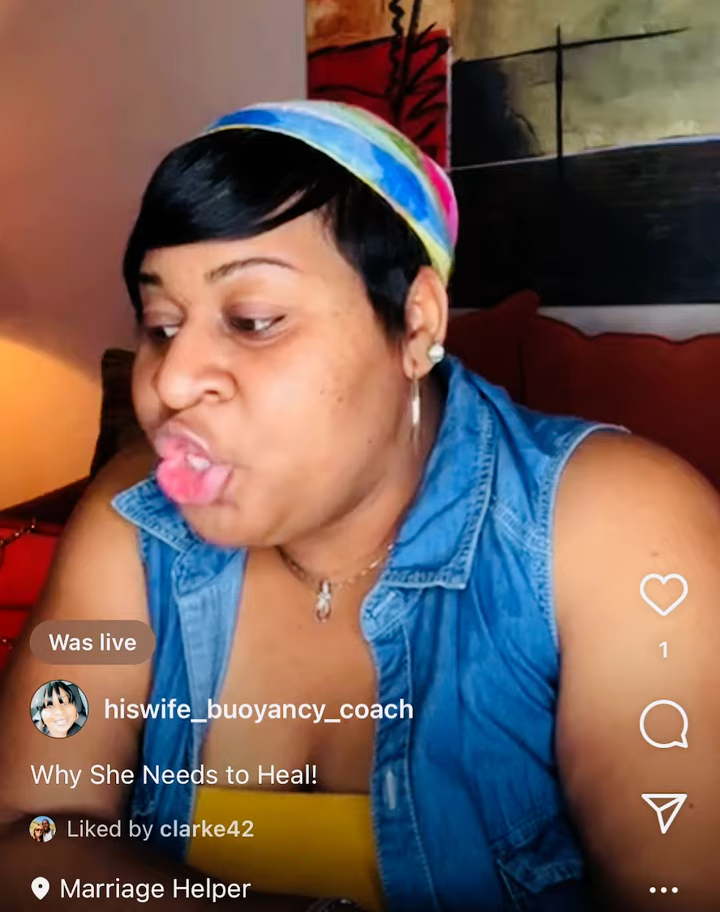 Was live
hiswife_buoyancy_coach
1
Why She Needs to Heal!
Liked by clarke42
Marriage Helper